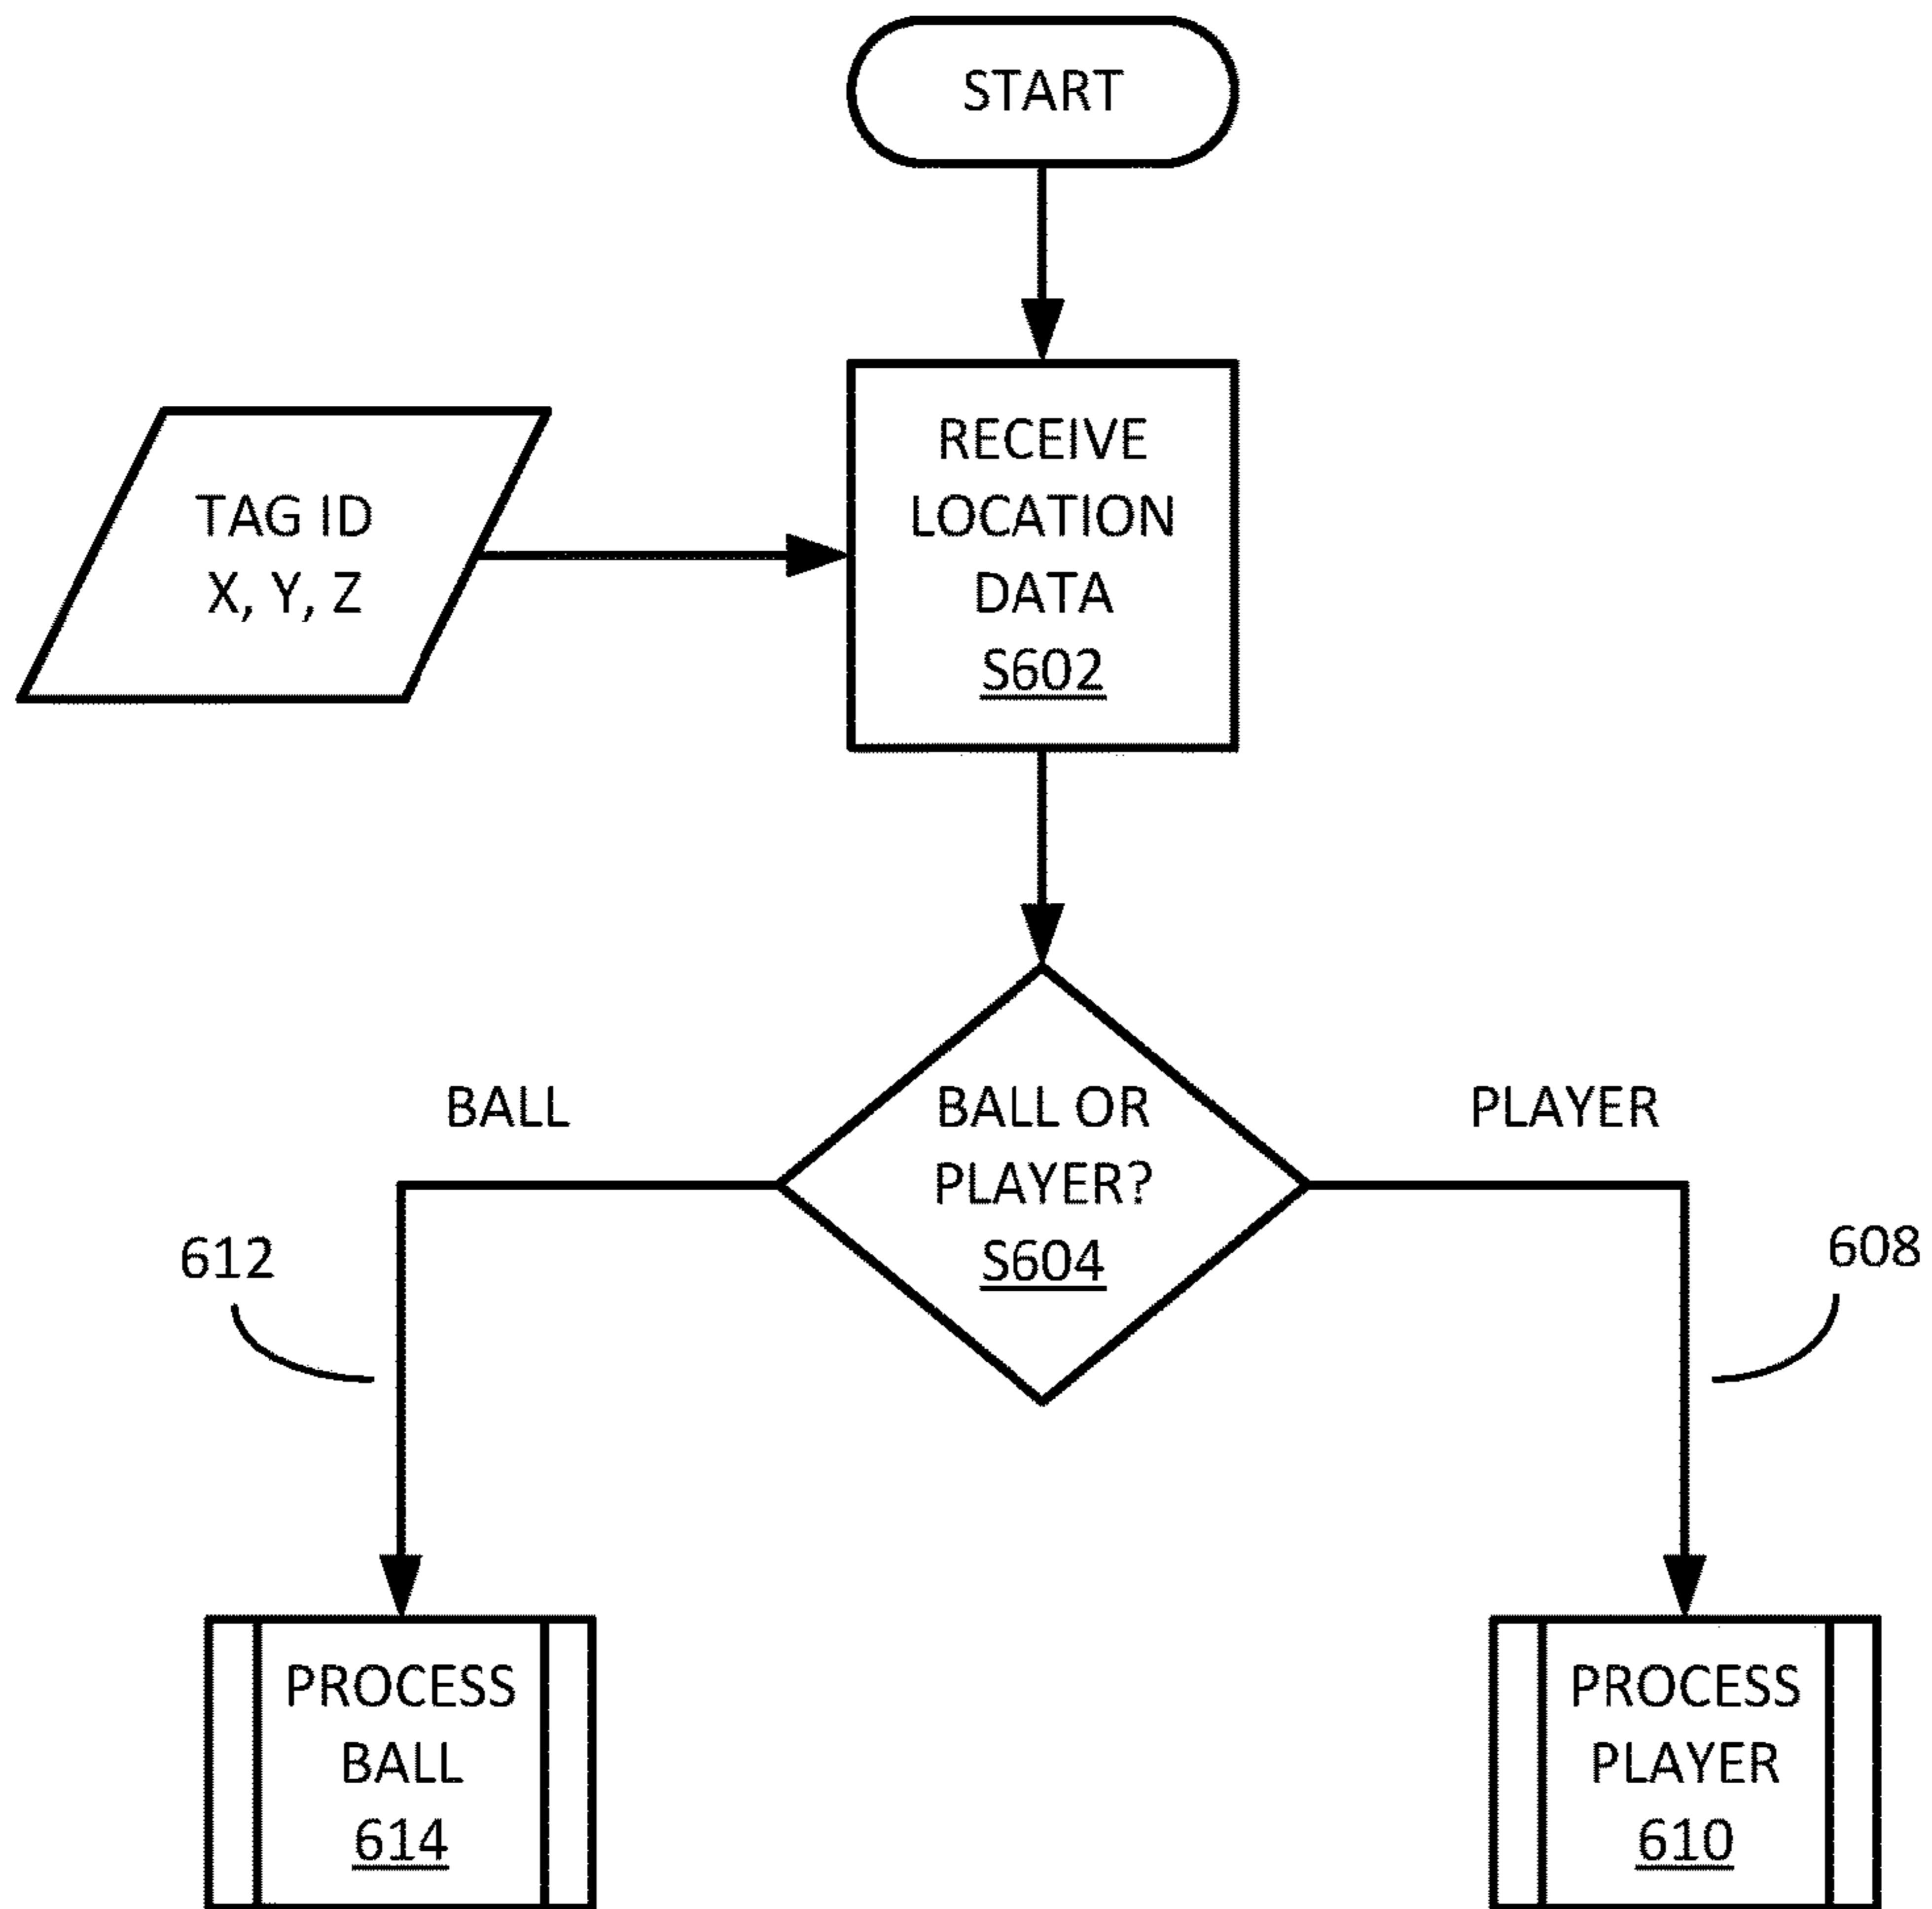 START
RECEIVE
LOCATION
DATA
S602
TAG ID
X, Y, Z
BALL
BALL OR
PLAYER?
S604
PLAYER
612
608
PROCESS
BALL
614
PROCESS
PLAYER
610